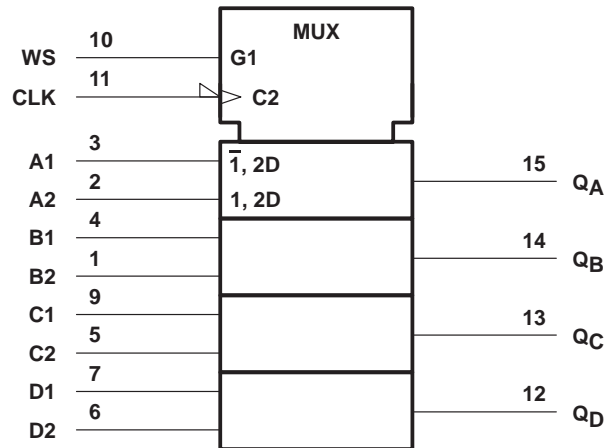 MUX
WS 10 G1
CLK 11 C2
A1 3 1̅, 2D
15 QA
A2 2 1, 2D
B1 4
14 QB
B2 1
C1 9
13 QC
C2 5
D1 7
12 QD
D2 6